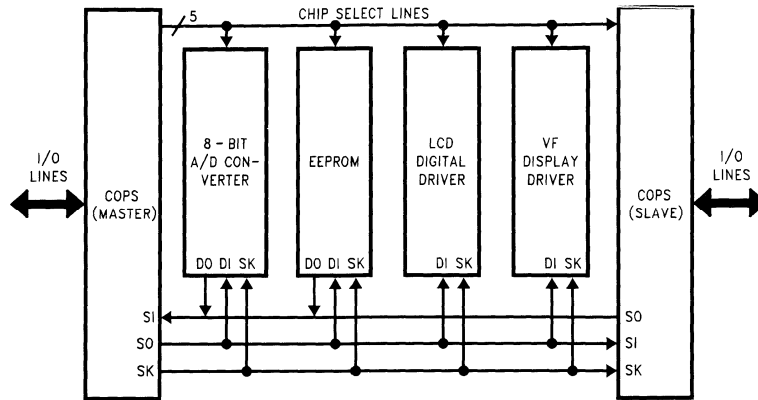 5
CHIP SELECT LINES
8 - BIT
A/D CON-
VERTER
EEPROM
LCD
DIGITAL
DRIVER
VF
DISPLAY
DRIVER
I/O
LINES
COPS
(MASTER)
COPS
(SLAVE)
I/O
LINES
DO DI SK
DO DI SK
DI SK
DI SK
SI
SO
SO
SI
SK
SK